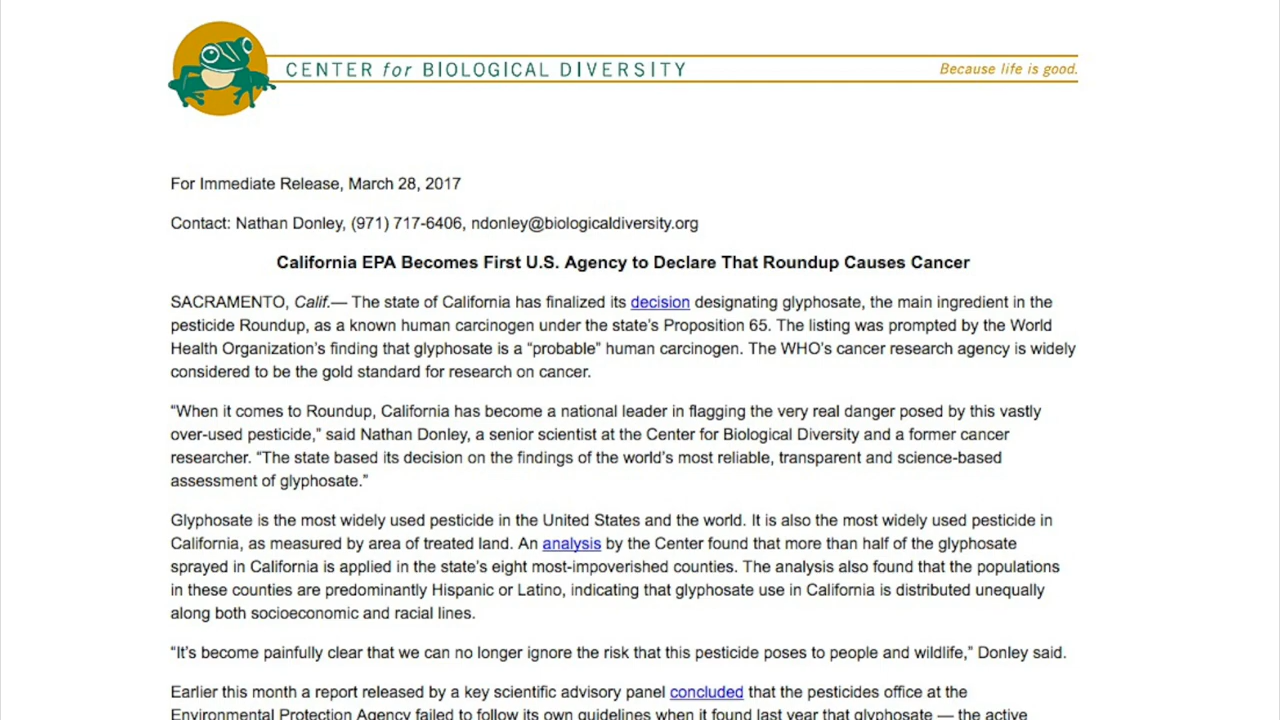 CENTER for BIOLOGICAL DIVERSITY
Because life is good.
For Immediate Release, March 28, 2017
Contact: Nathan Donley, (971) 717-6406, ndonley@biologicaldiversity.org
California EPA Becomes First U.S. Agency to Declare That Roundup Causes Cancer
SACRAMENTO, Calif.— The state of California has finalized its decision designating glyphosate, the main ingredient in the
pesticide Roundup, as a known human carcinogen under the state's Proposition 65. The listing was prompted by the World
Health Organization's finding that glyphosate is a “probable” human carcinogen. The WHO's cancer research agency is widely
considered to be the gold standard for research on cancer.
“When it comes to Roundup, California has become a national leader in flagging the very real danger posed by this vastly
over-used pesticide,” said Nathan Donley, a senior scientist at the Center for Biological Diversity and a former cancer
researcher. “The state based its decision on the findings of the world's most reliable, transparent and science-based
assessment of glyphosate.”
Glyphosate is the most widely used pesticide in the United States and the world. It is also the most widely used pesticide in
California, as measured by area of treated land. An analysis by the Center found that more than half of the glyphosate
sprayed in California is applied in the state's eight most-impoverished counties. The analysis also found that the populations
in these counties are predominantly Hispanic or Latino, indicating that glyphosate use in California is distributed unequally
along both socioeconomic and racial lines.
“It's become painfully clear that we can no longer ignore the risk that this pesticide poses to people and wildlife,” Donley said.
Earlier this month a report released by a key scientific advisory panel concluded that the pesticides office at the
Environmental Protection Agency failed to follow its own guidelines when it found last year that glyphosate — the active